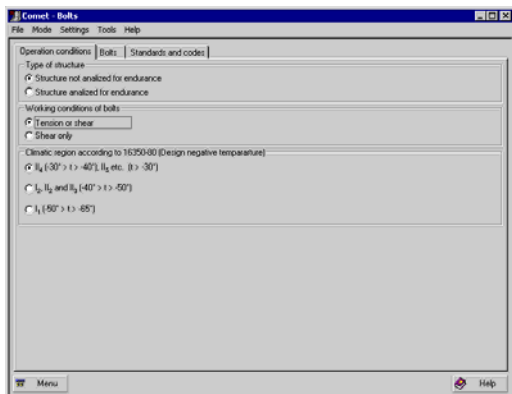 Comet - Bolts
File Mode Settings Tools Help
Operation conditions Bolts Standards and codes
Type of structure
Structure not analized for endurance
Structure analized for endurance
Working conditions of bolts
Tension or shear
Shear only
Climatic region according to 16350-80 (Design negative temparature)
II₄ (-30° > t > -40°), II₅ etc. (t > -30°)
I₂, II₂ and II₃ (-40° > t > -50°)
I₁ (-50° > t > -65°)
Menu Help